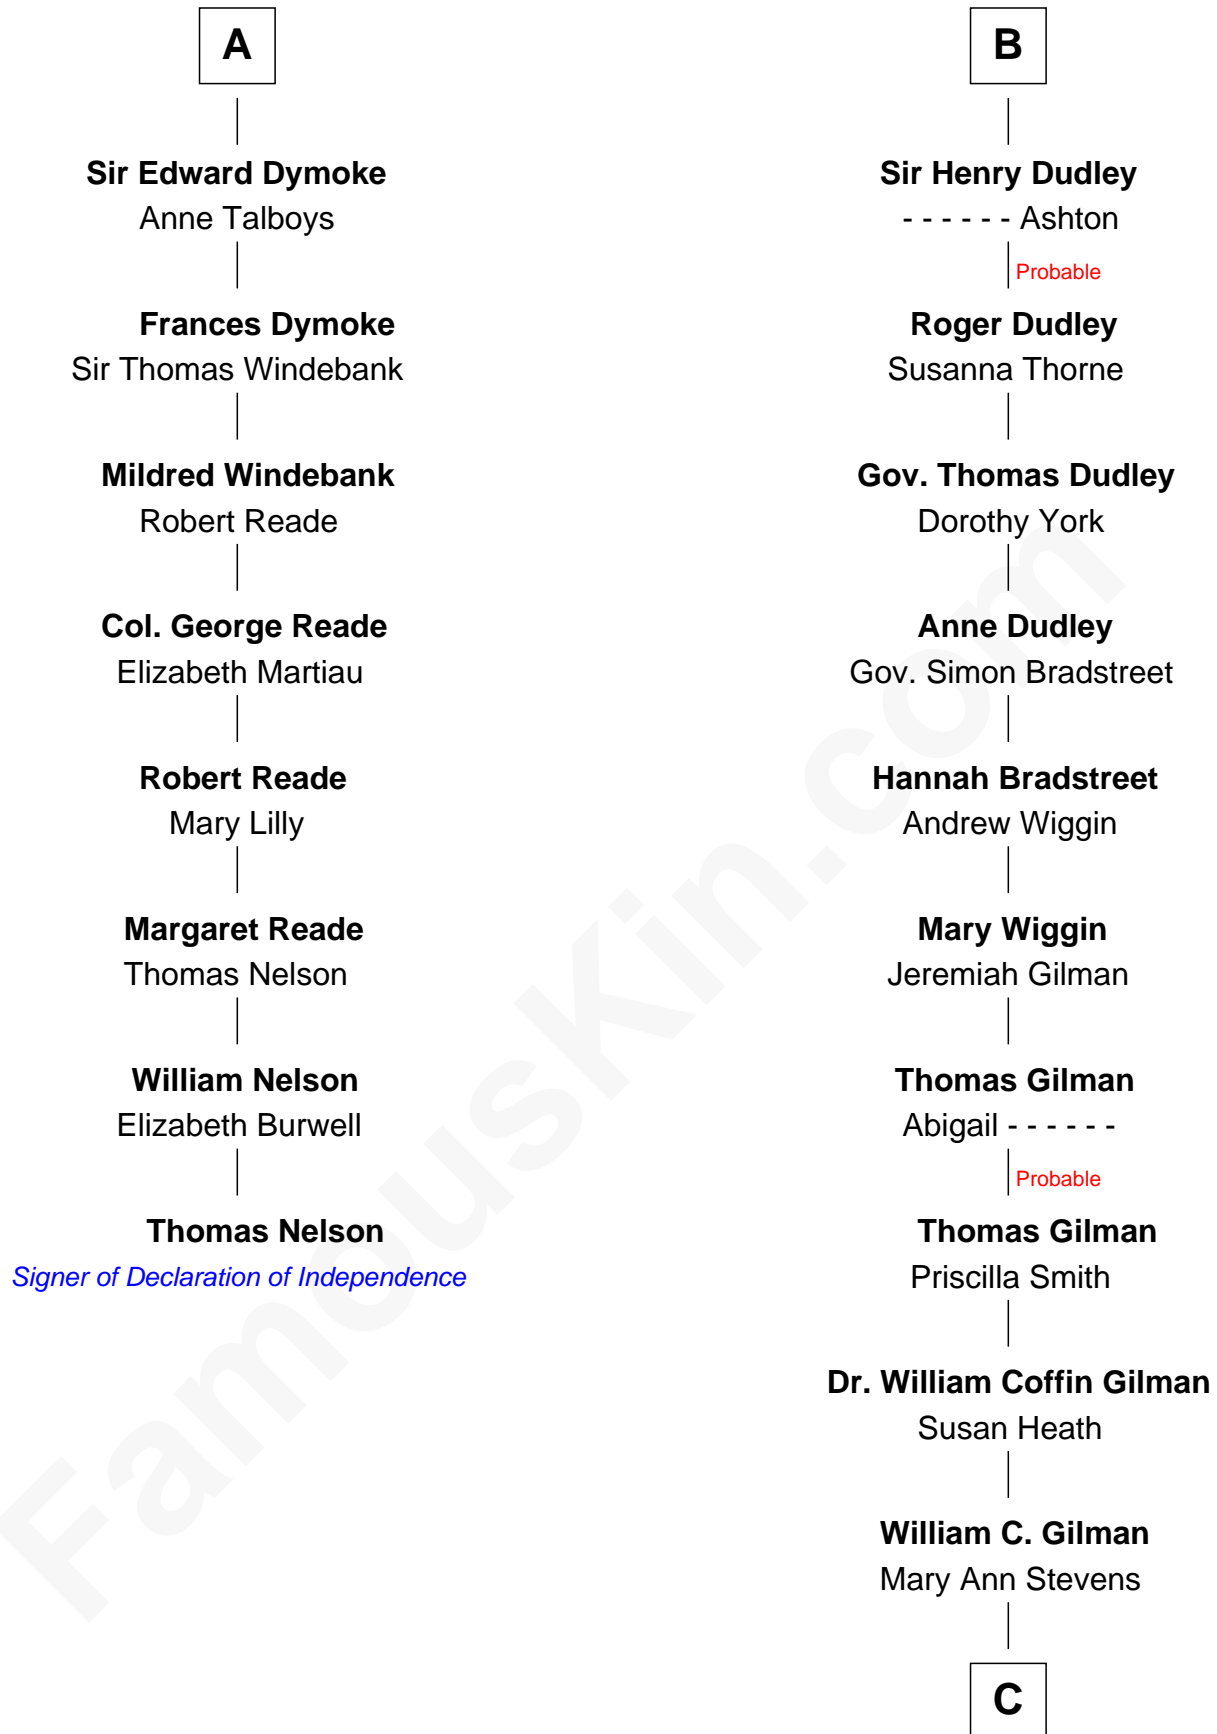 A
Sir Edward Dymoke
Anne Talboys
Frances Dymoke
Sir Thomas Windebank
Mildred Windebank
Robert Reade
Col. George Reade
Elizabeth Martiau
Robert Reade
Mary Lilly
Margaret Reade
Thomas Nelson
William Nelson
Elizabeth Burwell
Thomas Nelson
Signer of Declaration of Independence
B
Sir Henry Dudley
- - - - - - Ashton
Probable
Roger Dudley
Susanna Thorne
Gov. Thomas Dudley
Dorothy York
Anne Dudley
Gov. Simon Bradstreet
Hannah Bradstreet
Andrew Wiggin
Mary Wiggin
Jeremiah Gilman
Thomas Gilman
Abigail - - - - - -
Probable
Thomas Gilman
Priscilla Smith
Dr. William Coffin Gilman
Susan Heath
William C. Gilman
Mary Ann Stevens
C
FamousKin.com